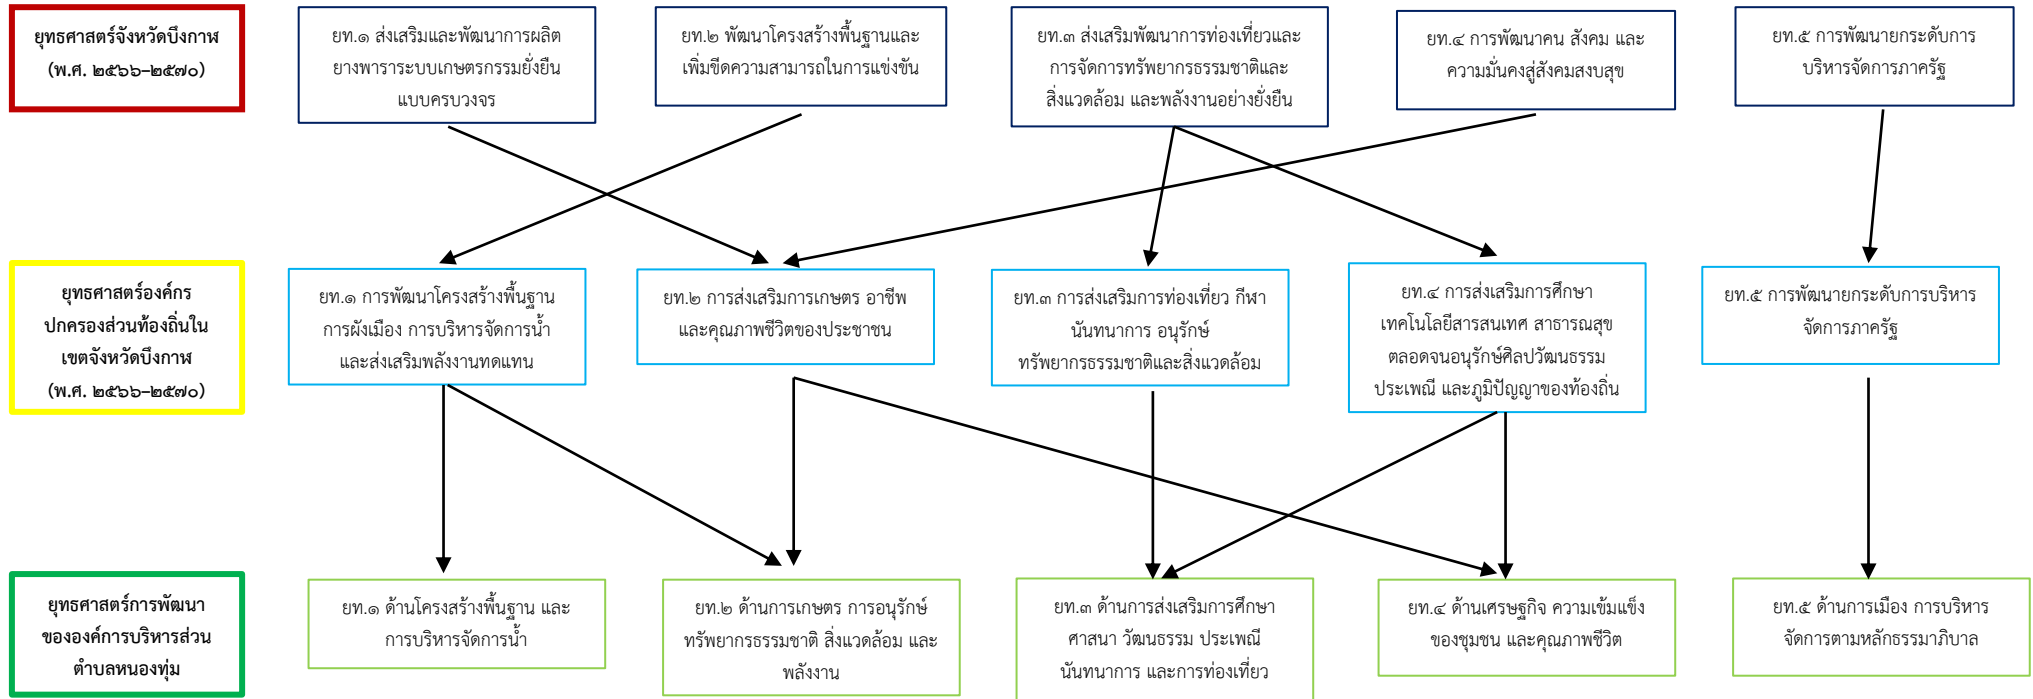 ยุทธศาสตร์จังหวัดบึงกาฬ
(พ.ศ. ๒๕๖๖–๒๕๗๐)
ยท.๑ ส่งเสริมและพัฒนาการผลิต
ยางพาราระบบเกษตรกรรมยั่งยืน
แบบครบวงจร
ยท.๒ พัฒนาโครงสร้างพื้นฐานและ
เพิ่มขีดความสามารถในการแข่งขัน
ยท.๓ ส่งเสริมพัฒนาการท่องเที่ยวและ
การจัดการทรัพยากรธรรมชาติและ
สิ่งแวดล้อม และพลังงานอย่างยั่งยืน
ยท.๔ การพัฒนาคน สังคม และ
ความมั่นคงสู่สังคมสงบสุข
ยท.๕ การพัฒนายกระดับการ
บริหารจัดการภาครัฐ
ยุทธศาสตร์องค์กร
ปกครองส่วนท้องถิ่นใน
เขตจังหวัดบึงกาฬ
(พ.ศ. ๒๕๖๖–๒๕๗๐)
ยท.๑ การพัฒนาโครงสร้างพื้นฐาน
การผังเมือง การบริหารจัดการน้ำ
และส่งเสริมพลังงานทดแทน
ยท.๒ การส่งเสริมการเกษตร อาชีพ
และคุณภาพชีวิตของประชาชน
ยท.๓ การส่งเสริมการท่องเที่ยว กีฬา
นันทนาการ อนุรักษ์
ทรัพยากรธรรมชาติและสิ่งแวดล้อม
ยท.๔ การส่งเสริมการศึกษา
เทคโนโลยีสารสนเทศ สาธารณสุข
ตลอดจนอนุรักษ์ศิลปวัฒนธรรม
ประเพณี และภูมิปัญญาของท้องถิ่น
ยท.๕ การพัฒนายกระดับการบริหาร
จัดการภาครัฐ
ยุทธศาสตร์การพัฒนา
ขององค์การบริหารส่วน
ตำบลหนองทุ่ม
ยท.๑ ด้านโครงสร้างพื้นฐาน และ
การบริหารจัดการน้ำ
ยท.๒ ด้านการเกษตร การอนุรักษ์
ทรัพยากรธรรมชาติ สิ่งแวดล้อม และ
พลังงาน
ยท.๓ ด้านการส่งเสริมการศึกษา
ศาสนา วัฒนธรรม ประเพณี
นันทนาการ และการท่องเที่ยว
ยท.๔ ด้านเศรษฐกิจ ความเข้มแข็ง
ของชุมชน และคุณภาพชีวิต
ยท.๕ ด้านการเมือง การบริหาร
จัดการตามหลักธรรมาภิบาล